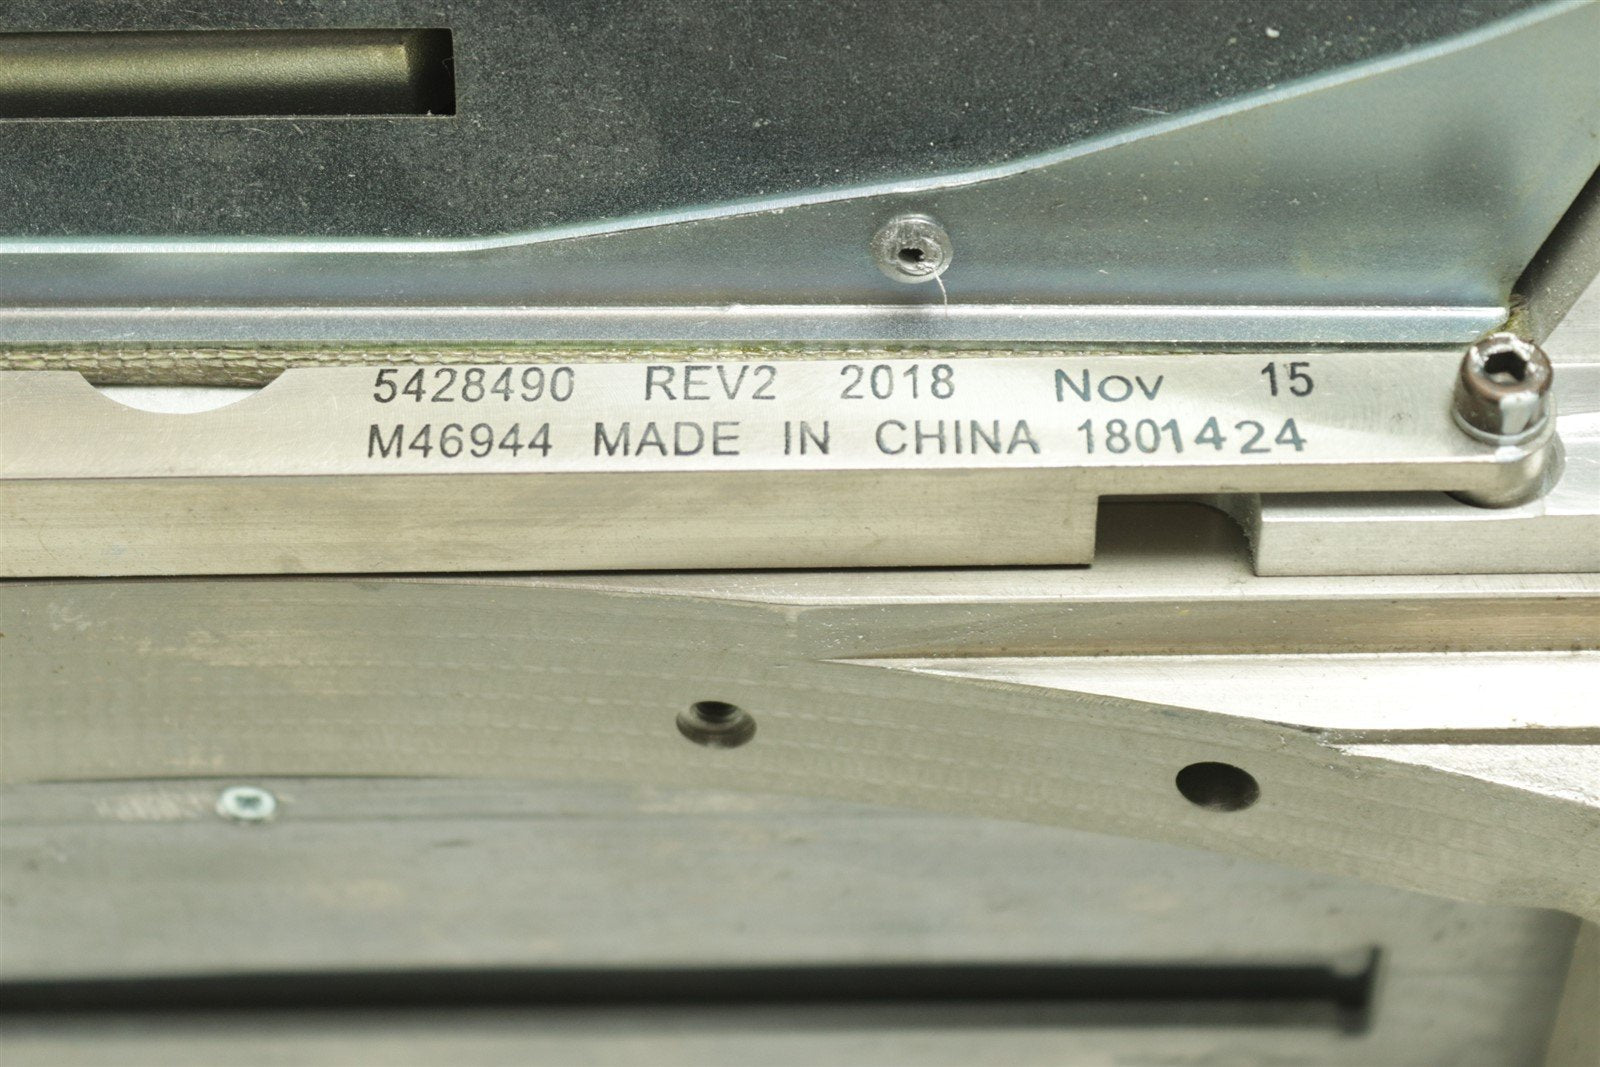 5428490 REV2 2018 Nov 15
M46944 MADE IN CHINA 1801424